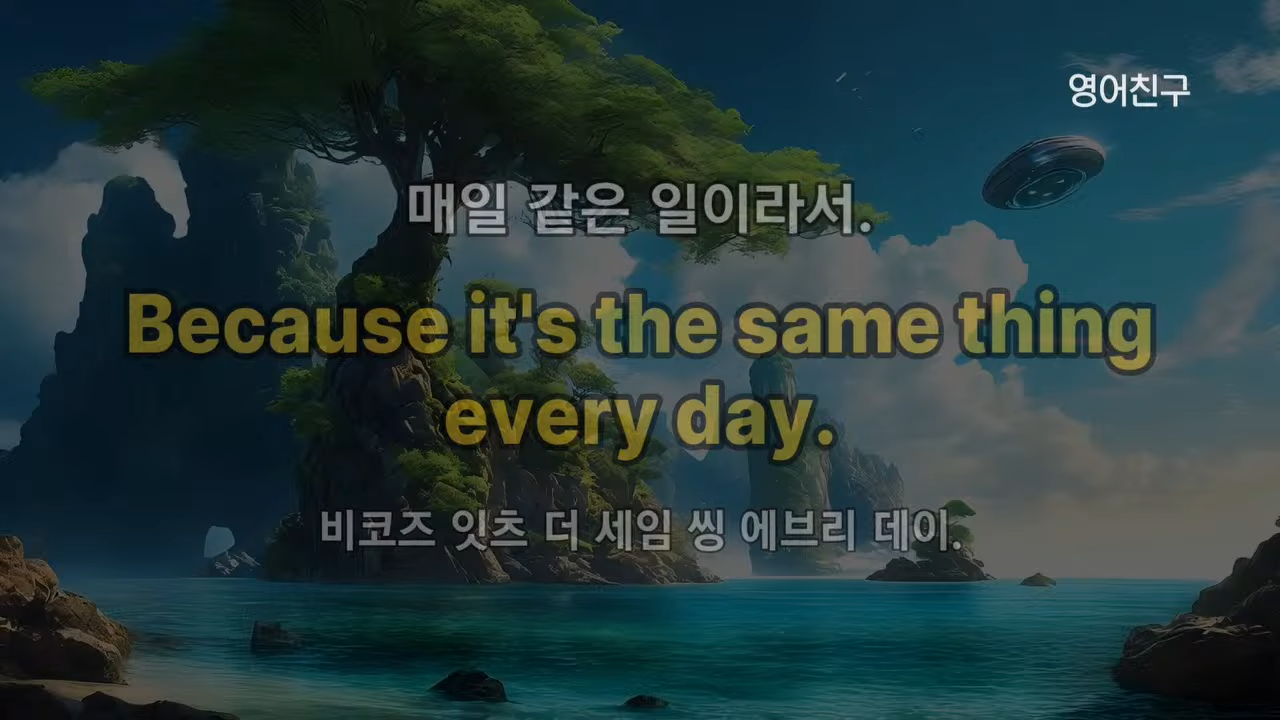 영어친구
매일 같은 일이라서.
Because it's the same thing
every day.
비코즈 잇츠 더 세임 씽 에브리 데이.